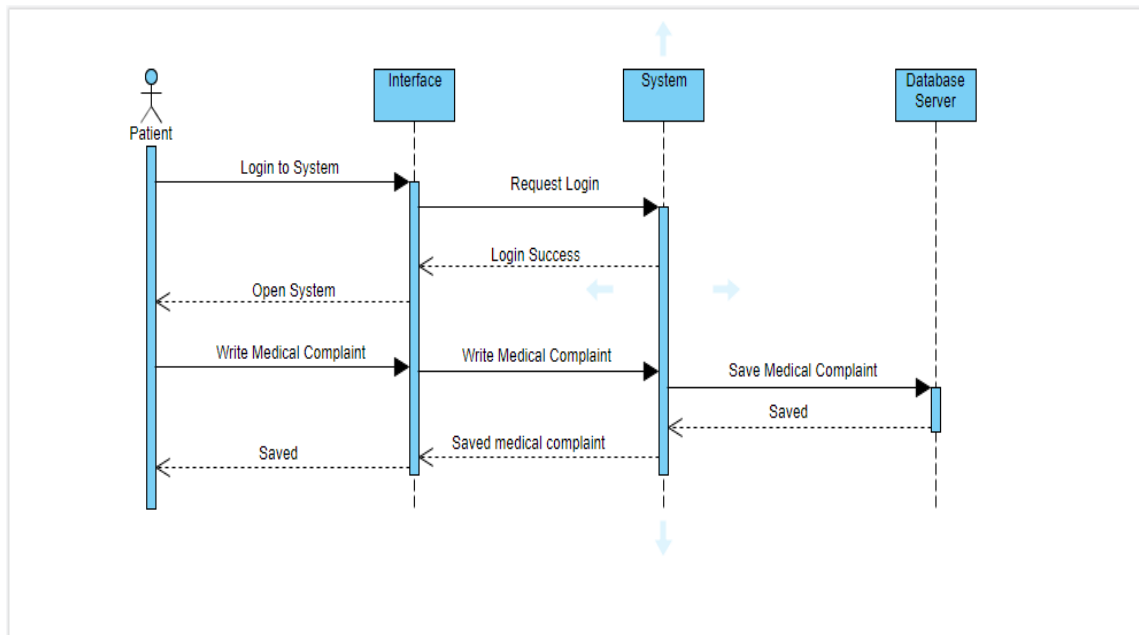 Interface
System
Database
Server
Patient
Login to System
Request Login
Login Success
Open System
Write Medical Complaint
Write Medical Complaint
Save Medical Complaint
Saved
Saved medical complaint
Saved